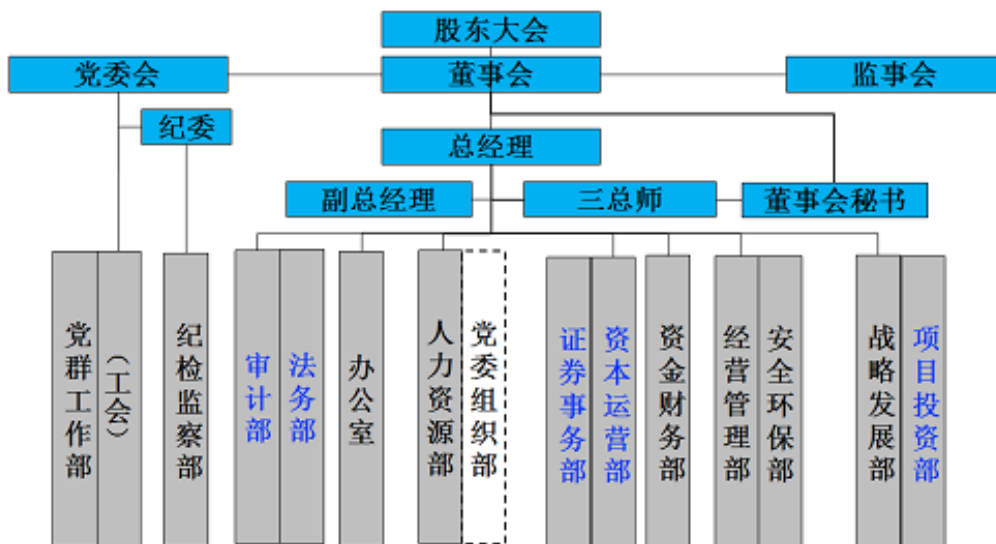 股东大会
党委会
董事会
监事会
纪委
总经理
副总经理
三总师
董事会秘书
党群工作部
（工会）
纪检监察部
审计部
法务部
办公室
人力资源部
党委组织部
证券事务部
资本运营部
资金财务部
经营管理部
安全环保部
战略发展部
项目投资部